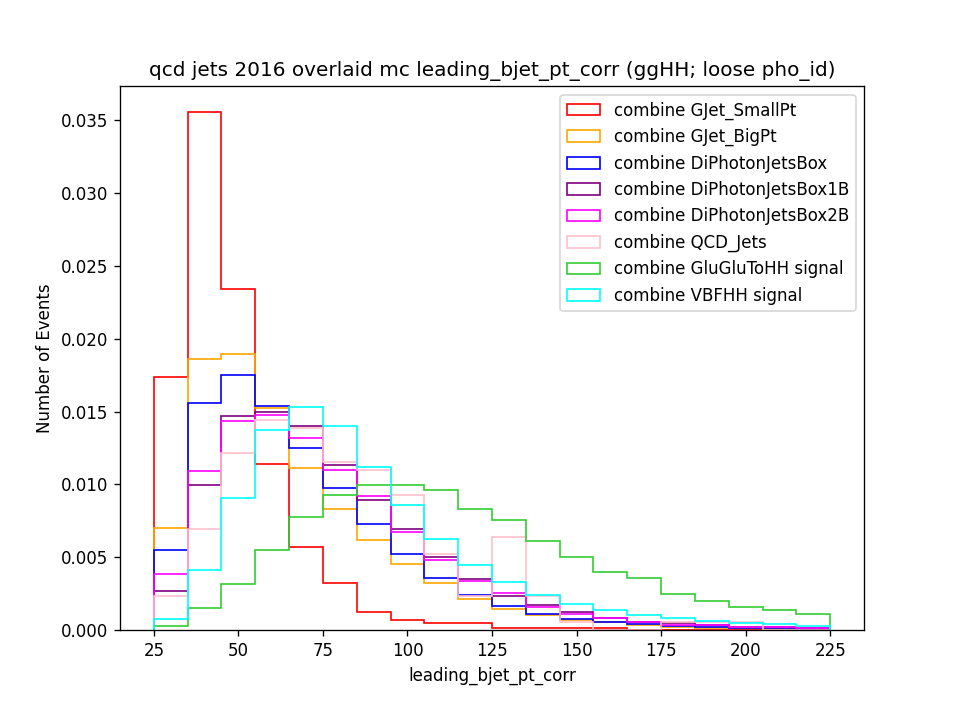 qcd jets 2016 overlaid mc leading_bjet_pt_corr (ggHH; loose pho_id)
combine GJet_SmallPt
combine GJet_BigPt
combine DiPhotonJetsBox
combine DiPhotonJetsBox1B
combine DiPhotonJetsBox2B
combine QCD_Jets
combine GluGluToHH signal
combine VBFHH signal
Number of Events
0.035
0.030
0.025
0.020
0.015
0.010
0.005
0.000
25 50 75 100 125 150 175 200 225
leading_bjet_pt_corr